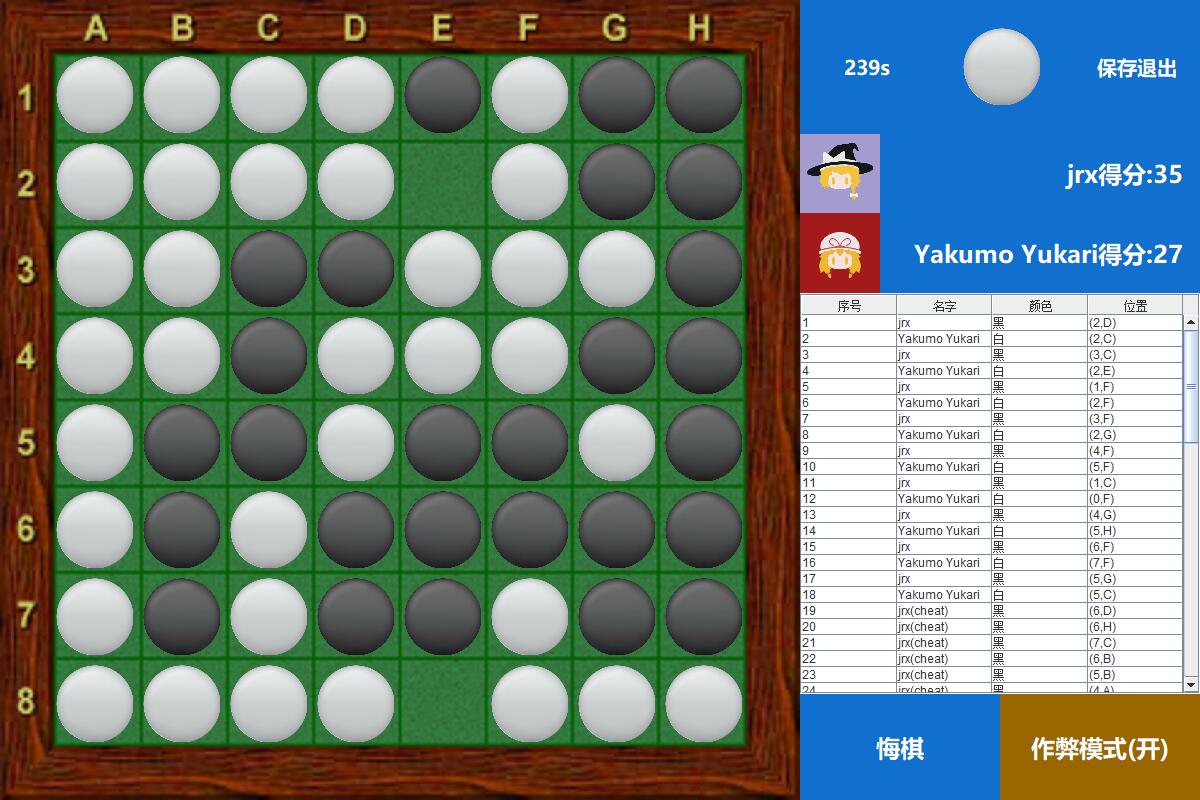 A B C D E F G H
1
2
3
4
5
6
7
8
239s
保存退出
jrx得分:35
Yakumo Yukari得分:27
序号 名字 颜色 位置
1 jrx 黑 (2,D)
2 Yakumo Yukari 白 (2,C)
3 jrx 黑 (3,C)
4 Yakumo Yukari 白 (2,E)
5 jrx 黑 (1,F)
6 Yakumo Yukari 白 (2,F)
7 jrx 黑 (3,F)
8 Yakumo Yukari 白 (2,G)
9 jrx 黑 (4,F)
10 Yakumo Yukari 白 (5,F)
11 jrx 黑 (1,C)
12 Yakumo Yukari 白 (0,F)
13 jrx 黑 (4,G)
14 Yakumo Yukari 白 (5,H)
15 jrx 黑 (6,F)
16 Yakumo Yukari 白 (7,F)
17 jrx 黑 (5,G)
18 Yakumo Yukari 白 (5,C)
19 jrx(cheat) 黑 (6,D)
20 jrx(cheat) 黑 (6,H)
21 jrx(cheat) 黑 (7,C)
22 jrx(cheat) 黑 (6,B)
23 jrx(cheat) 黑 (5,B)
24 jrx(cheat) 黑 (4,A)
悔棋
作弊模式(开)